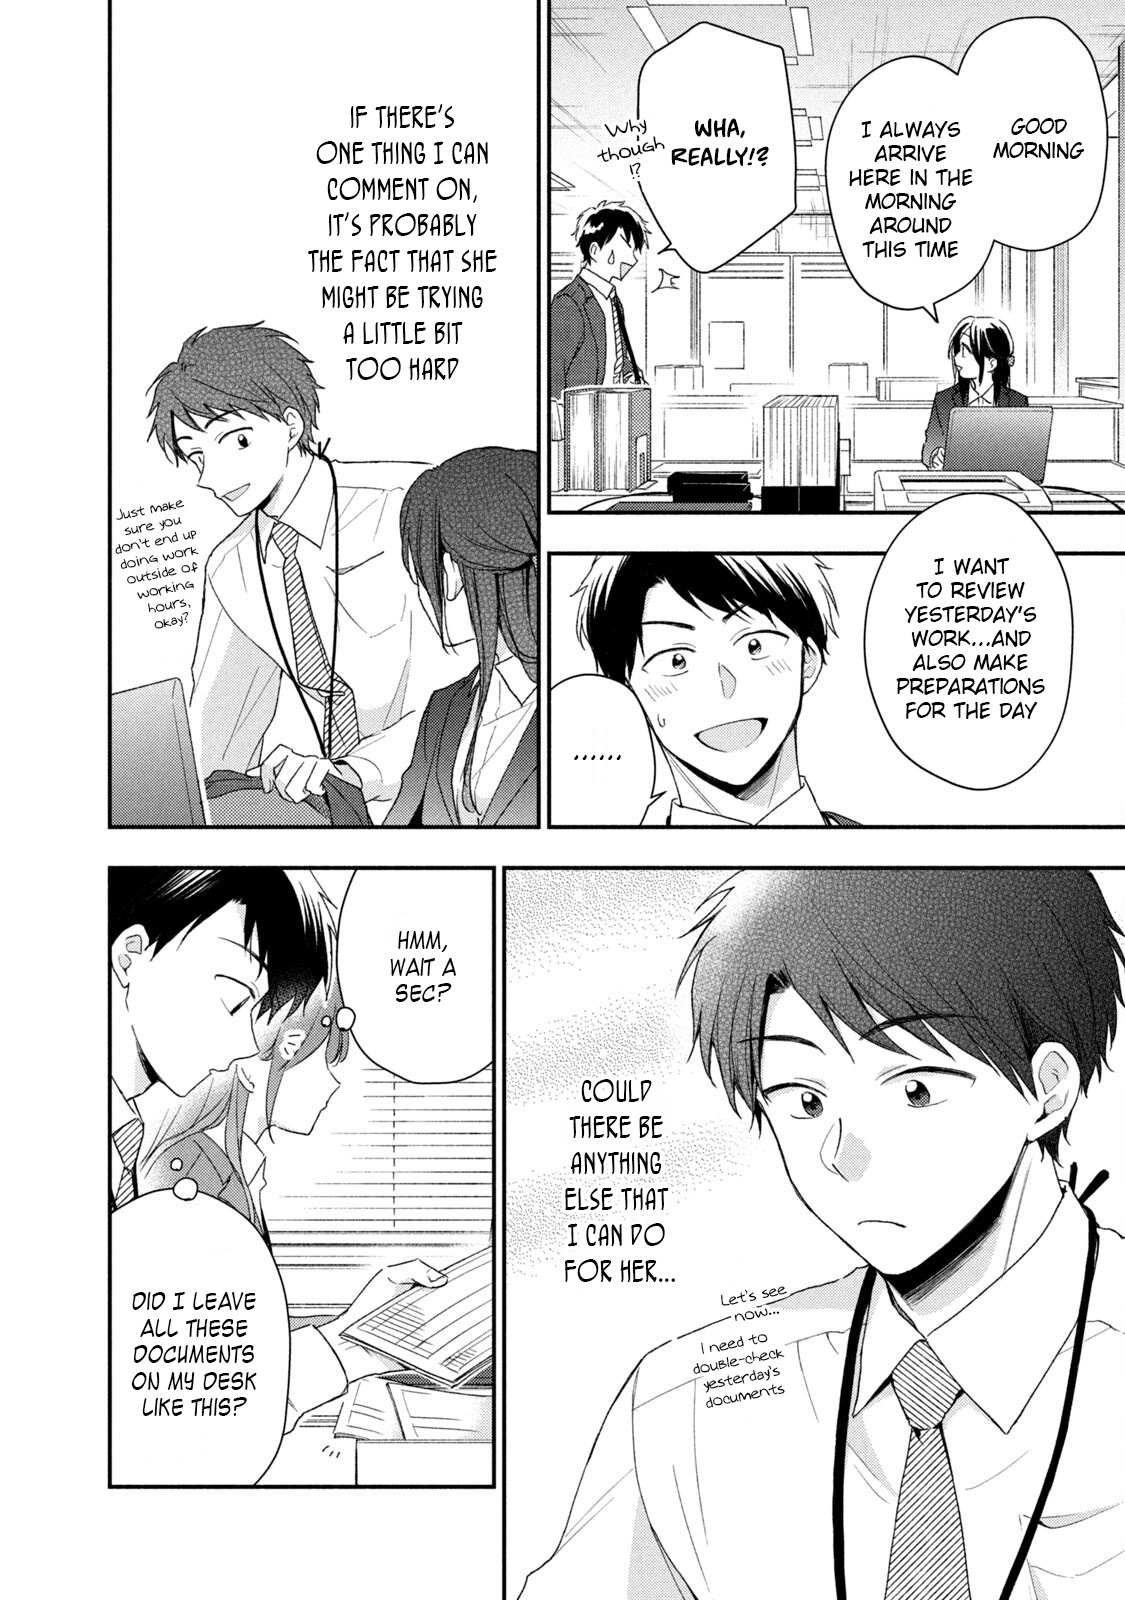 GOOD
MORNING
I ALWAYS
ARRIVE
HERE IN THE
MORNING
AROUND
THIS TIME
WHA,
REALLY!?
Why
though
!?
I WANT
TO REVIEW
YESTERDAY'S
WORK...AND
ALSO MAKE
PREPARATIONS
FOR THE DAY
......
IF THERE'S
ONE THING I CAN
COMMENT ON,
IT'S PROBABLY
THE FACT THAT SHE
MIGHT BE TRYING
A LITTLE BIT
TOO HARD
Just make
sure you
don't end up
doing work
outside of
working
hours,
okay?
COULD
THERE BE
ANYTHING
ELSE THAT
I CAN DO
FOR HER...
Let's see
now...
I need to
double-check
yesterday's
documents
HMM,
WAIT A
SEC?
DID I LEAVE
ALL THESE
DOCUMENTS
ON MY DESK
LIKE THIS?